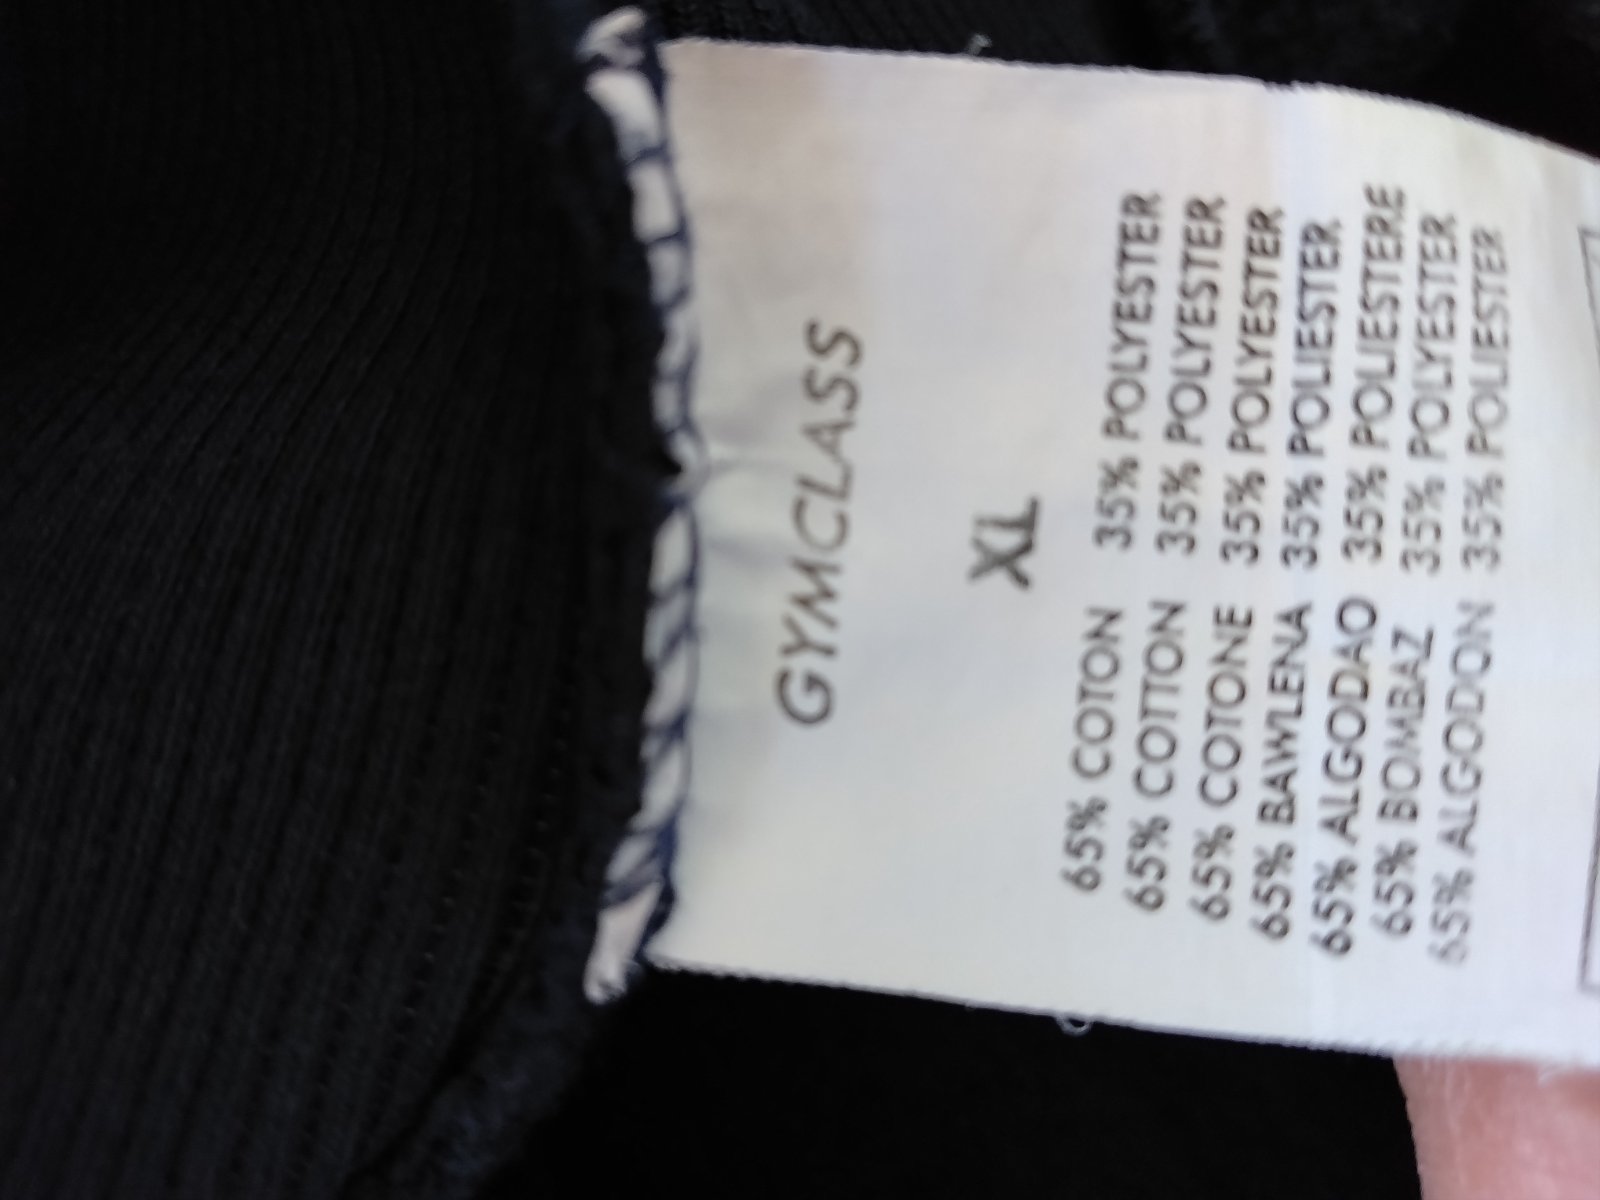 GYMCLASS
XL
65% COTON 35% POLYESTER
65% COTTON 35% POLYESTER
65% COTONE 35% POLYESTER
65% BAWLENA 35% POLIESTER
65% ALGODAO 35% POLIESTERE
65% BOMBAZ 35% POLYESTER
65% ALGODON 35% POLIESTER